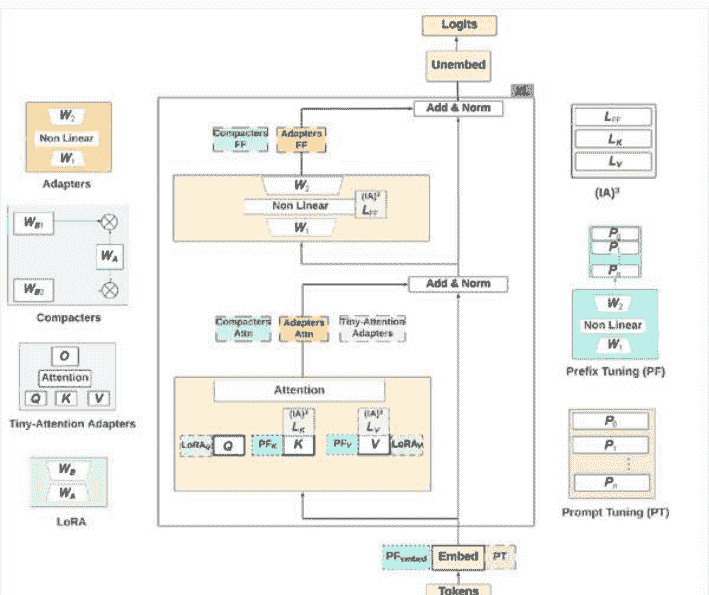 Logits
Unembed
Add & Norm
Compacters FF
Adapters FF
W2
Non Linear
(IA)³
LFF
W1
Add & Norm
Compacters Attn
Adapters Attn
Tiny-Attention Adapters
Attention
(IA)³
LK
(IA)³
LV
LoRAQ
Q
PFK
K
PFV
V
LoRAV
PFembed
Embed
PT
Tokens
W2
Non Linear
W1
Adapters
WB1
WA
WB2
Compacters
O
Attention
Q K V
Tiny-Attention Adapters
WB
WA
LoRA
LFF
LK
LV
(IA)³
P0
P1
Pn
W2
Non Linear
W1
Prefix Tuning (PF)
P0
P1
Pn
Prompt Tuning (PT)